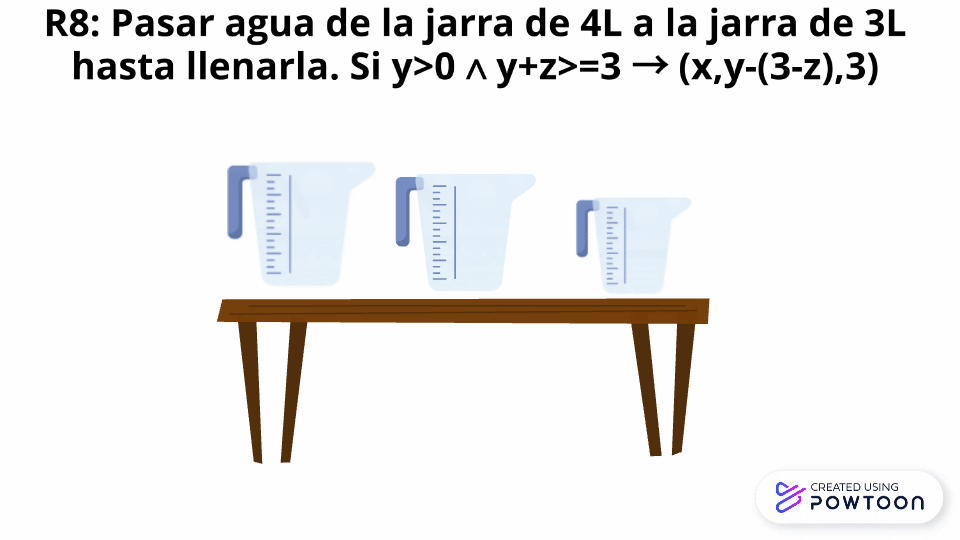 R8: Pasar agua de la jarra de 4L a la jarra de 3L
hasta llenarla. Si y>0 ∧ y+z>=3 → (x,y-(3-z),3)
CREATED USING
POWTOON